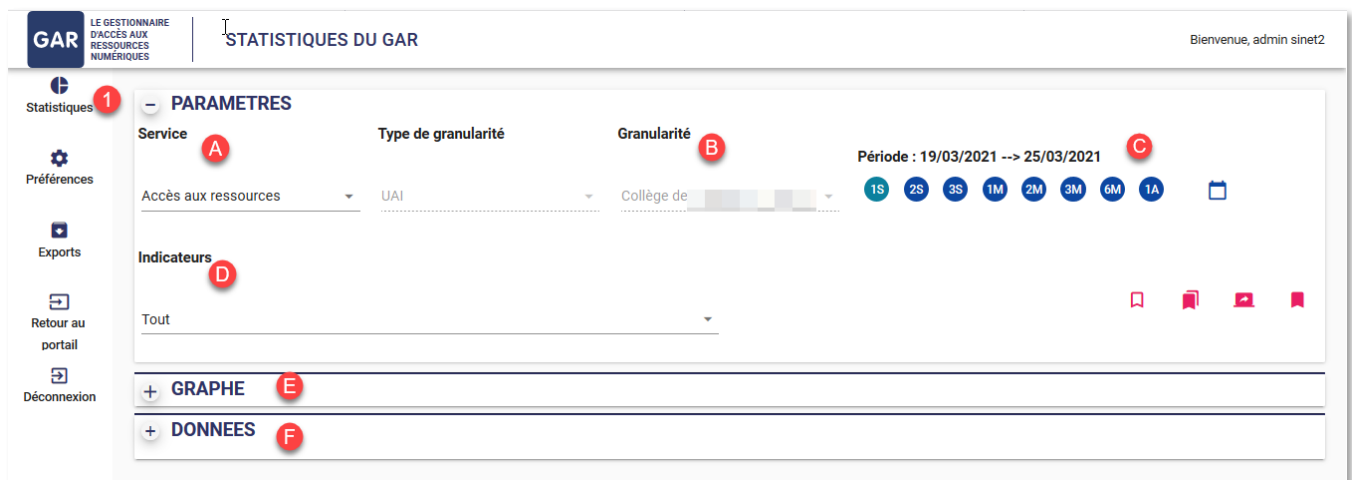 GAR
LE GESTIONNAIRE
D'ACCÈS AUX
RESSOURCES
NUMÉRIQUES
STATISTIQUES DU GAR
Bienvenue, admin sinet2
Statistiques
1
Préférences
Exports
Retour au
portail
Déconnexion
PARAMETRES
Service
A
Type de granularité
Granularité
B
Période : 19/03/2021 --> 25/03/2021
C
Accès aux ressources
UAI
Collège de
1S 2S 3S 1M 2M 3M 6M 1A
Indicateurs
D
Tout
GRAPHE
E
DONNEES
F